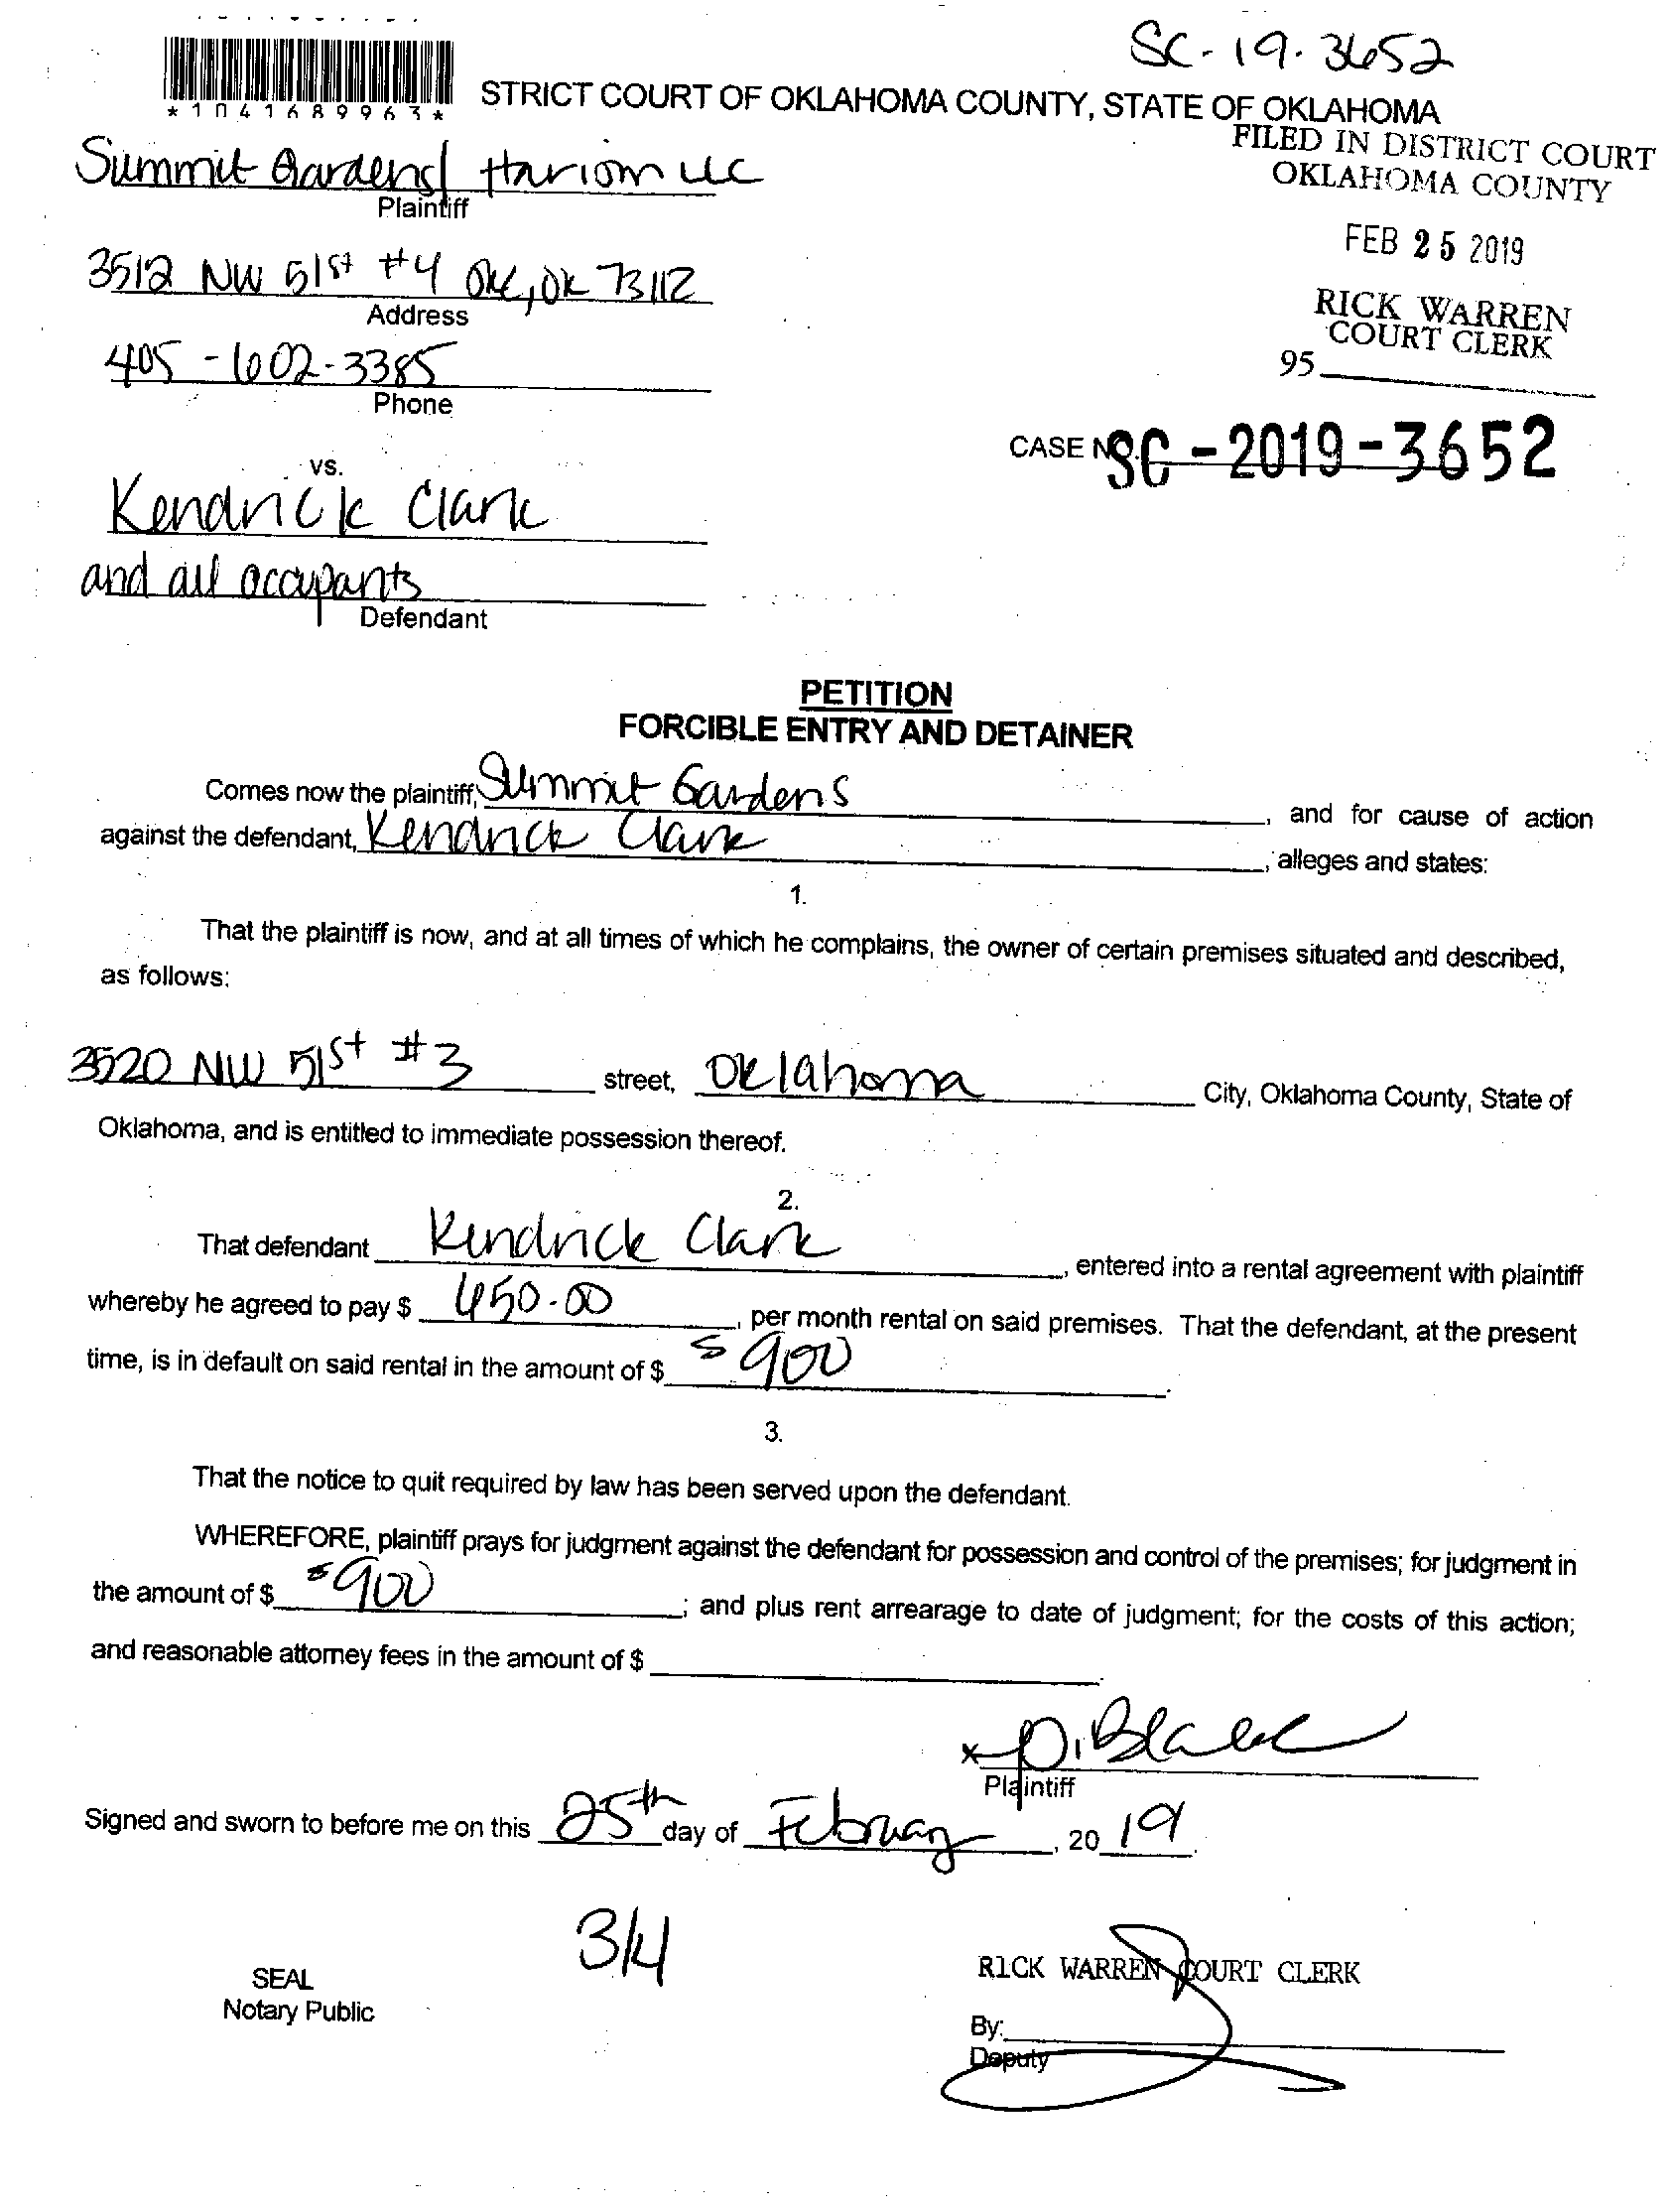 SC-19-3652
*1041689963*
STRICT COURT OF OKLAHOMA COUNTY, STATE OF OKLAHOMA
FILED IN DISTRICT COURT
OKLAHOMA COUNTY
Summit Gardens/ Hariom LLC
Plaintiff
FEB 25 2019
3512 NW 51st #4 OKC, OK 73112
Address
RICK WARREN
COURT CLERK
95
405-602-3385
Phone
CASE NO. SC-2019-3652
vs.
Kendrick Clark
and all occupants
Defendant
PETITION
FORCIBLE ENTRY AND DETAINER
Comes now the plaintiff, Summit Gardens, and for cause of action
against the defendant, Kendrick Clark, alleges and states:
1.
That the plaintiff is now, and at all times of which he complains, the owner of certain premises situated and described,
as follows:
3520 NW 51st #3 street, Oklahoma City, Oklahoma County, State of
Oklahoma, and is entitled to immediate possession thereof.
2.
That defendant Kendrick Clark, entered into a rental agreement with plaintiff
whereby he agreed to pay $ 450.00, per month rental on said premises. That the defendant, at the present
time, is in default on said rental in the amount of $ $900.
3.
That the notice to quit required by law has been served upon the defendant.
WHEREFORE, plaintiff prays for judgment against the defendant for possession and control of the premises; for judgment in
the amount of $ $900; and plus rent arrearage to date of judgment; for the costs of this action;
and reasonable attorney fees in the amount of $ .
x D. Black
Plaintiff
Signed and sworn to before me on this 25th day of February, 20 19.
3/4
SEAL
Notary Public
RICK WARREN COURT CLERK
By:
Deputy